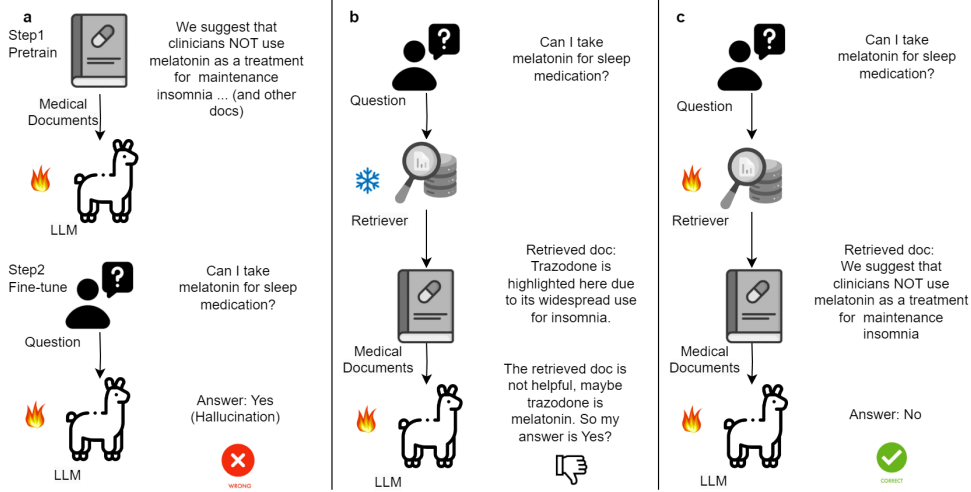 a
Step1
Pretrain
We suggest that
clinicians NOT use
melatonin as a treatment
for maintenance
insomnia ... (and other
docs)
Medical
Documents
LLM
Step2
Fine-tune
?
Can I take
melatonin for sleep
medication?
Question
Answer: Yes
(Hallucination)
LLM
WRONG
b
?
Can I take
melatonin for sleep
medication?
Question
Retriever
Retrieved doc:
Trazodone is
highlighted here due
to its widespread use
for insomnia.
Medical
Documents
The retrieved doc is
not helpful, maybe
trazodone is
melatonin. So my
answer is Yes?
LLM
c
?
Can I take
melatonin for sleep
medication?
Question
Retriever
Retrieved doc:
We suggest that
clinicians NOT use
melatonin as a treatment
for maintenance
insomnia
Medical
Documents
Answer: No
LLM
CORRECT